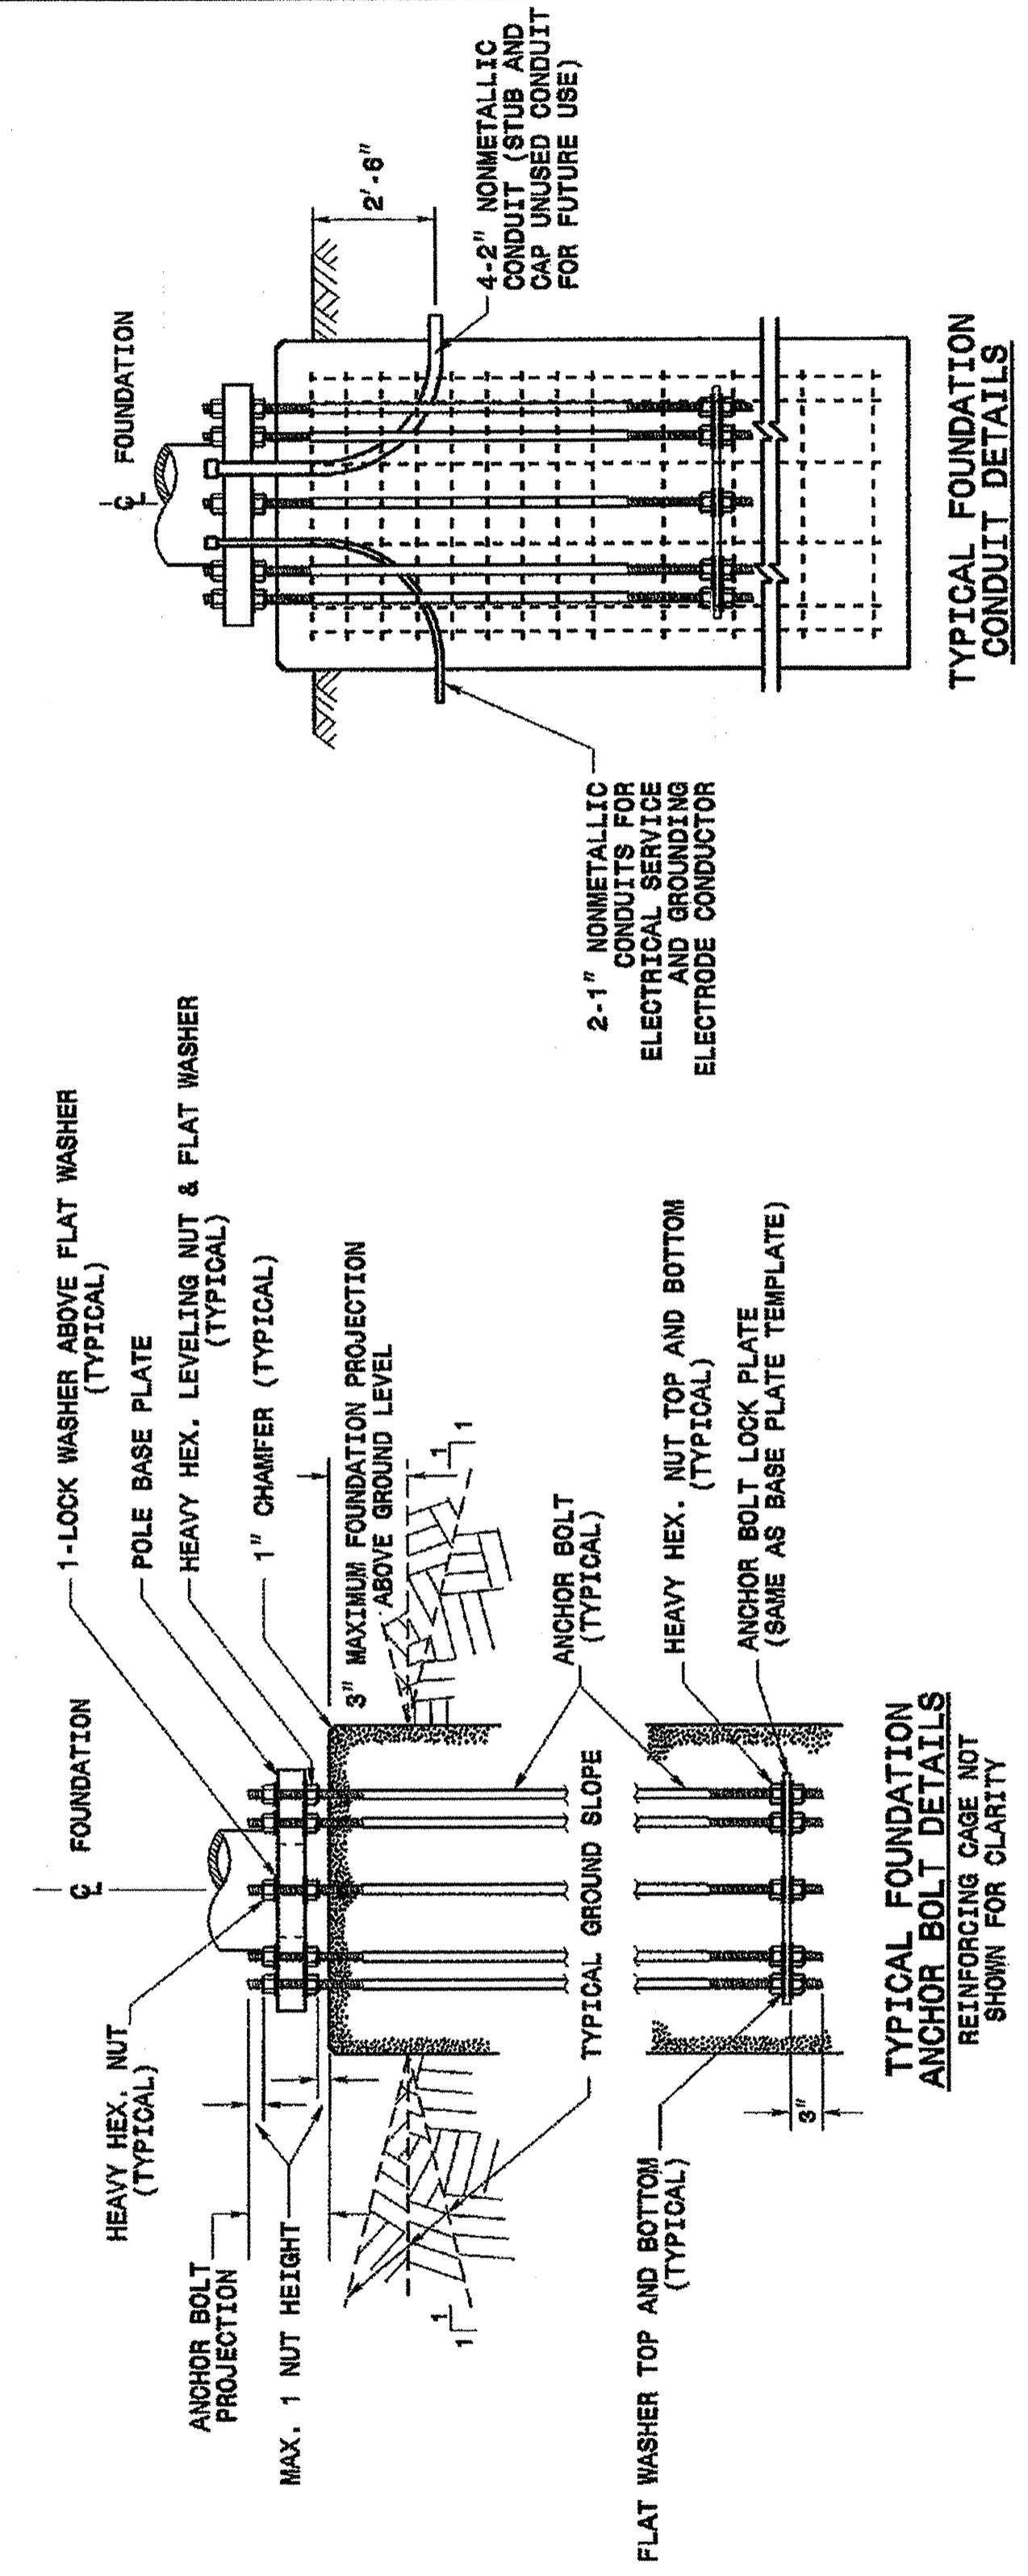 ℄ FOUNDATION
HEAVY HEX. NUT
(TYPICAL)
ANCHOR BOLT
PROJECTION
MAX. 1 NUT HEIGHT
1
1
1-LOCK WASHER ABOVE FLAT WASHER
(TYPICAL)
POLE BASE PLATE
HEAVY HEX. LEVELING NUT & FLAT WASHER
(TYPICAL)
1" CHAMFER (TYPICAL)
3" MAXIMUM FOUNDATION PROJECTION
ABOVE GROUND LEVEL
1
1
ANCHOR BOLT
(TYPICAL)
TYPICAL GROUND SLOPE
FLAT WASHER TOP AND BOTTOM
(TYPICAL)
HEAVY HEX. NUT TOP AND BOTTOM
(TYPICAL)
ANCHOR BOLT LOCK PLATE
(SAME AS BASE PLATE TEMPLATE)
3"
TYPICAL FOUNDATION
ANCHOR BOLT DETAILS
REINFORCING CAGE NOT
SHOWN FOR CLARITY
℄ FOUNDATION
2'-6"
4-2" NONMETALLIC
CONDUIT (STUB AND
CAP UNUSED CONDUIT
FOR FUTURE USE)
2-1" NONMETALLIC
CONDUITS FOR
ELECTRICAL SERVICE
AND GROUNDING
ELECTRODE CONDUCTOR
TYPICAL FOUNDATION
CONDUIT DETAILS